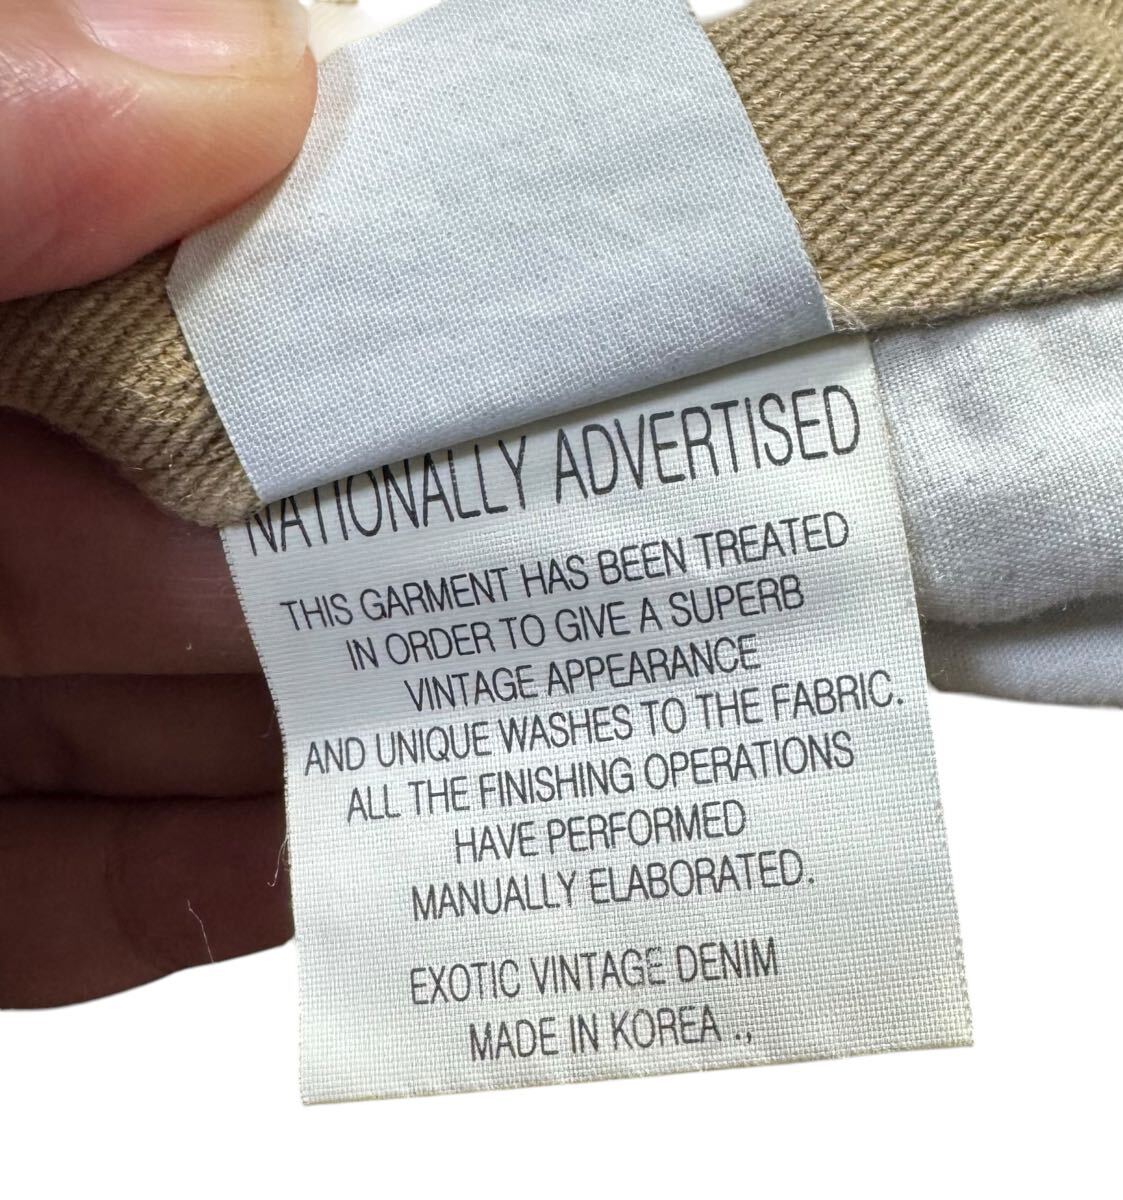 NATIONALLY ADVERTISED
THIS GARMENT HAS BEEN TREATED
IN ORDER TO GIVE A SUPERB
VINTAGE APPEARANCE
AND UNIQUE WASHES TO THE FABRIC.
ALL THE FINISHING OPERATIONS
HAVE PERFORMED
MANUALLY ELABORATED.
EXOTIC VINTAGE DENIM
MADE IN KOREA .,